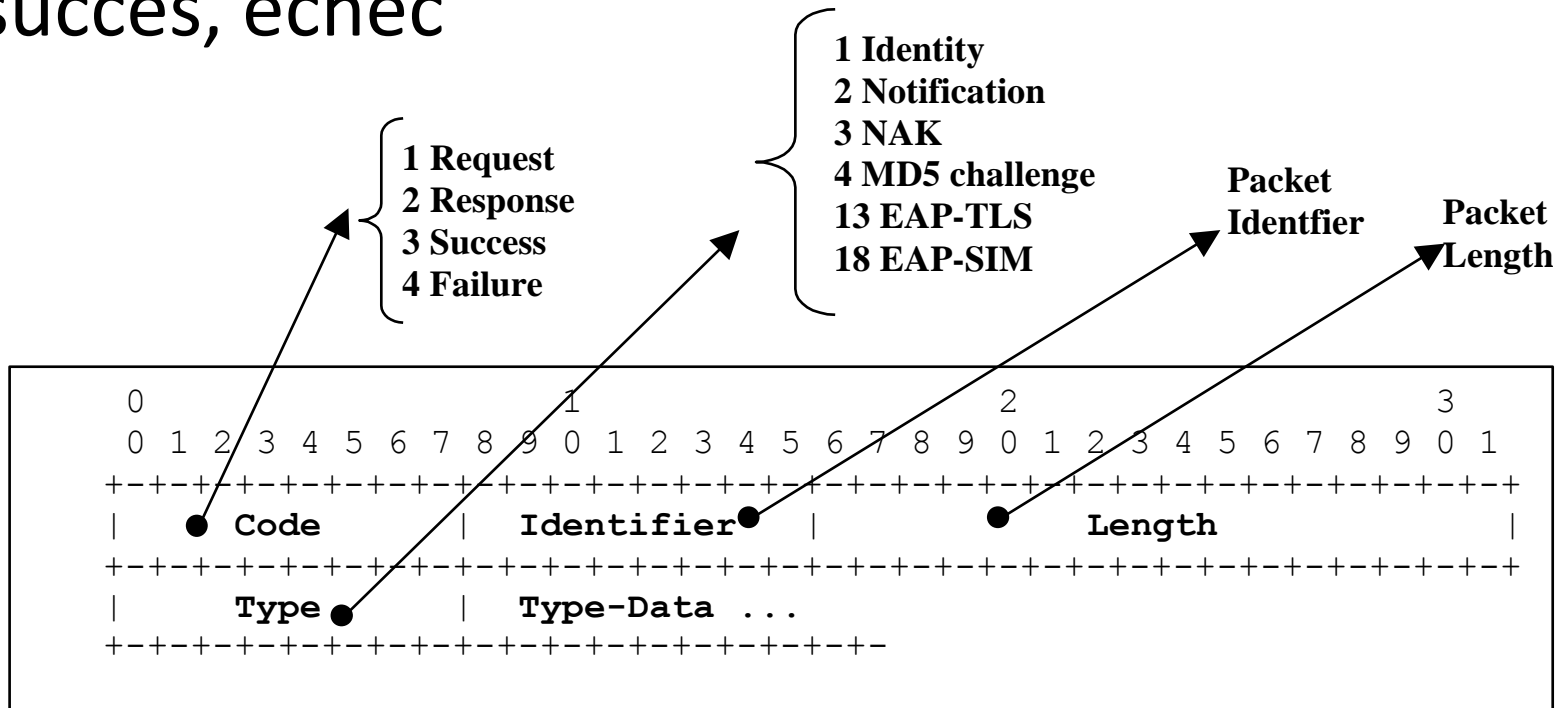 succès, échec
1 Identity
2 Notification
3 NAK
4 MD5 challenge
13 EAP-TLS
18 EAP-SIM
1 Request
2 Response
3 Success
4 Failure
Packet
Identfier
Packet
Length
0 1 2 3
0 1 2 3 4 5 6 7 8 9 0 1 2 3 4 5 6 7 8 9 0 1 2 3 4 5 6 7 8 9 0 1
+-+-+-+-+-+-+-+-+-+-+-+-+-+-+-+-+-+-+-+-+-+-+-+-+-+-+-+-+-+-+-+-+
| Code | Identifier | Length |
+-+-+-+-+-+-+-+-+-+-+-+-+-+-+-+-+-+-+-+-+-+-+-+-+-+-+-+-+-+-+-+-+
| Type | Type-Data ...
+-+-+-+-+-+-+-+-+-+-+-+-+-+-+-+-+-+-